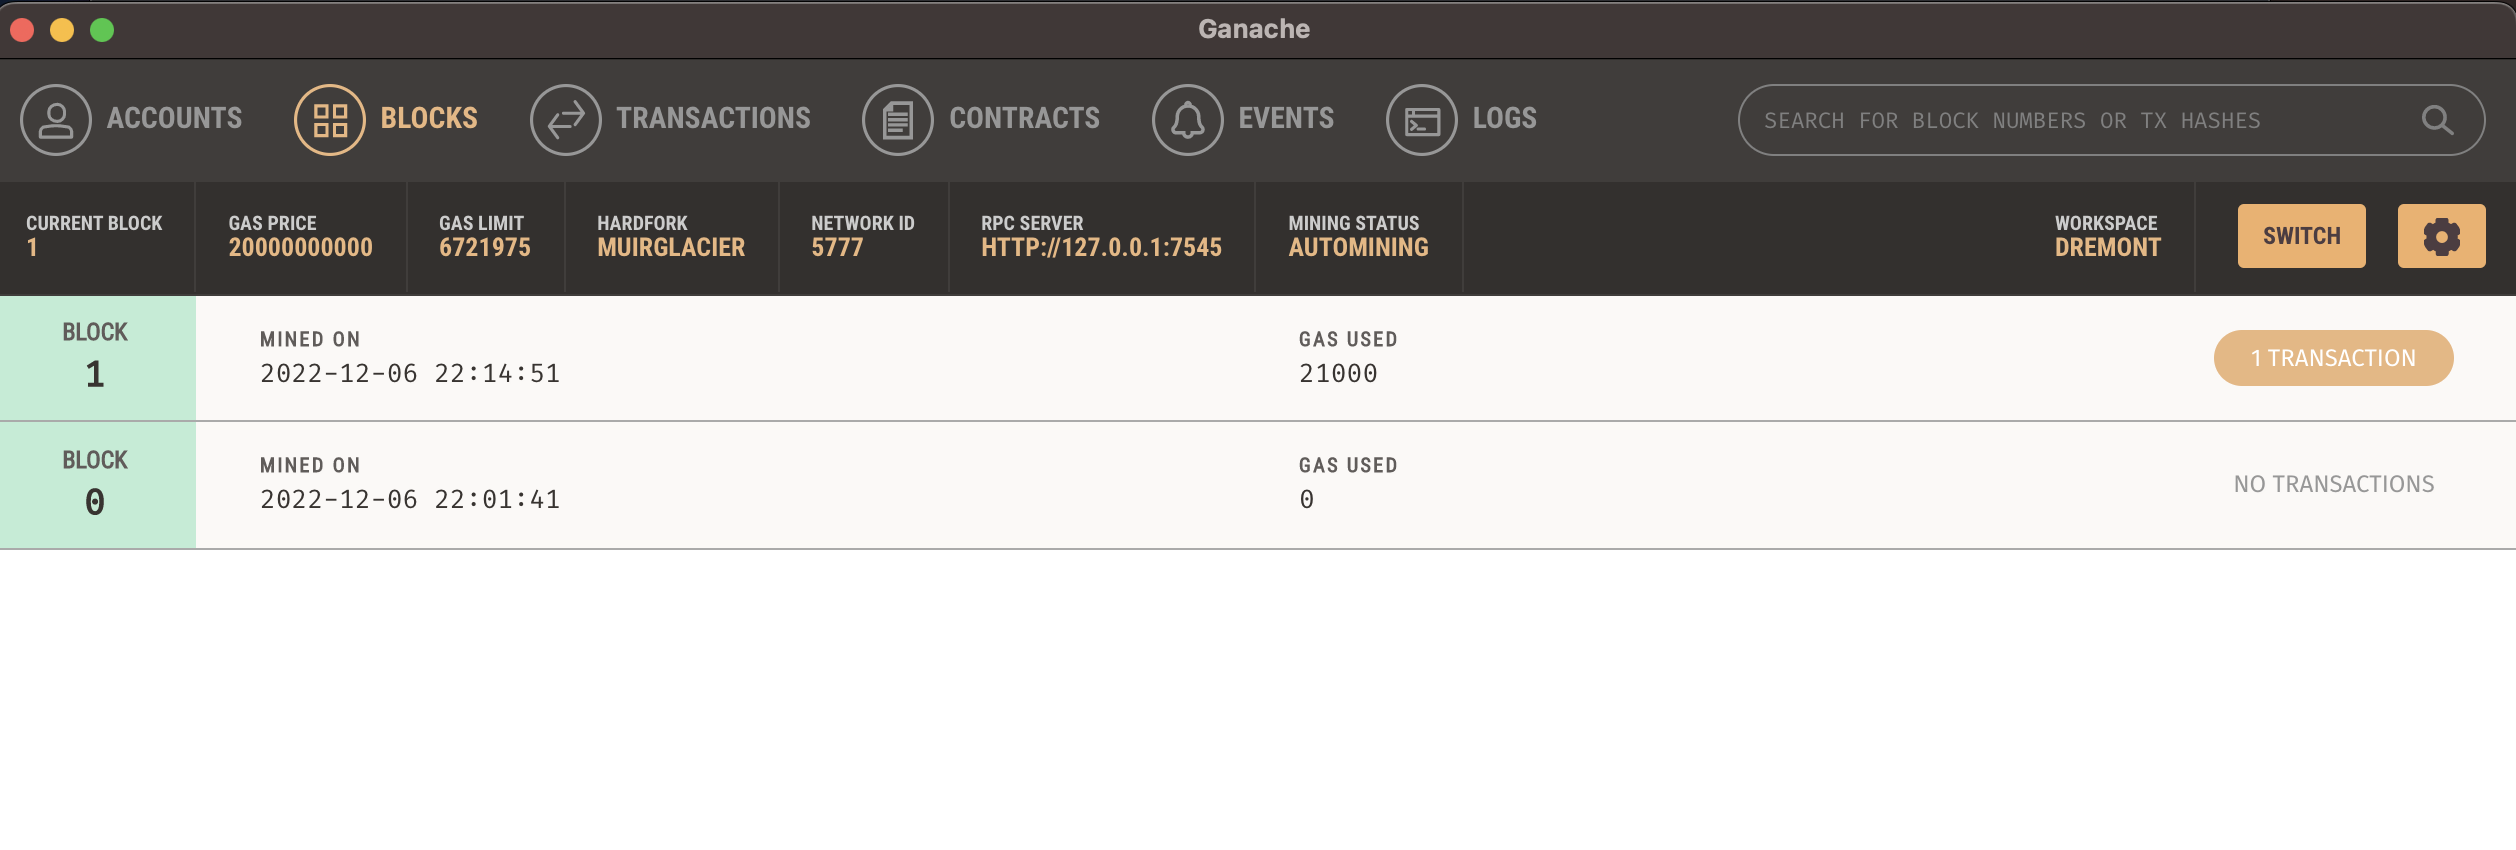 Ganache
ACCOUNTS BLOCKS TRANSACTIONS CONTRACTS EVENTS LOGS SEARCH FOR BLOCK NUMBERS OR TX HASHES
CURRENT BLOCK GAS PRICE GAS LIMIT HARDFORK NETWORK ID RPC SERVER MINING STATUS WORKSPACE
1 20000000000 6721975 MUIRGLACIER 5777 HTTP://127.0.0.1:7545 AUTOMINING DREMONT SWITCH
BLOCK MINED ON GAS USED
1 2022-12-06 22:14:51 21000 1 TRANSACTION
BLOCK MINED ON GAS USED
0 2022-12-06 22:01:41 0 NO TRANSACTIONS